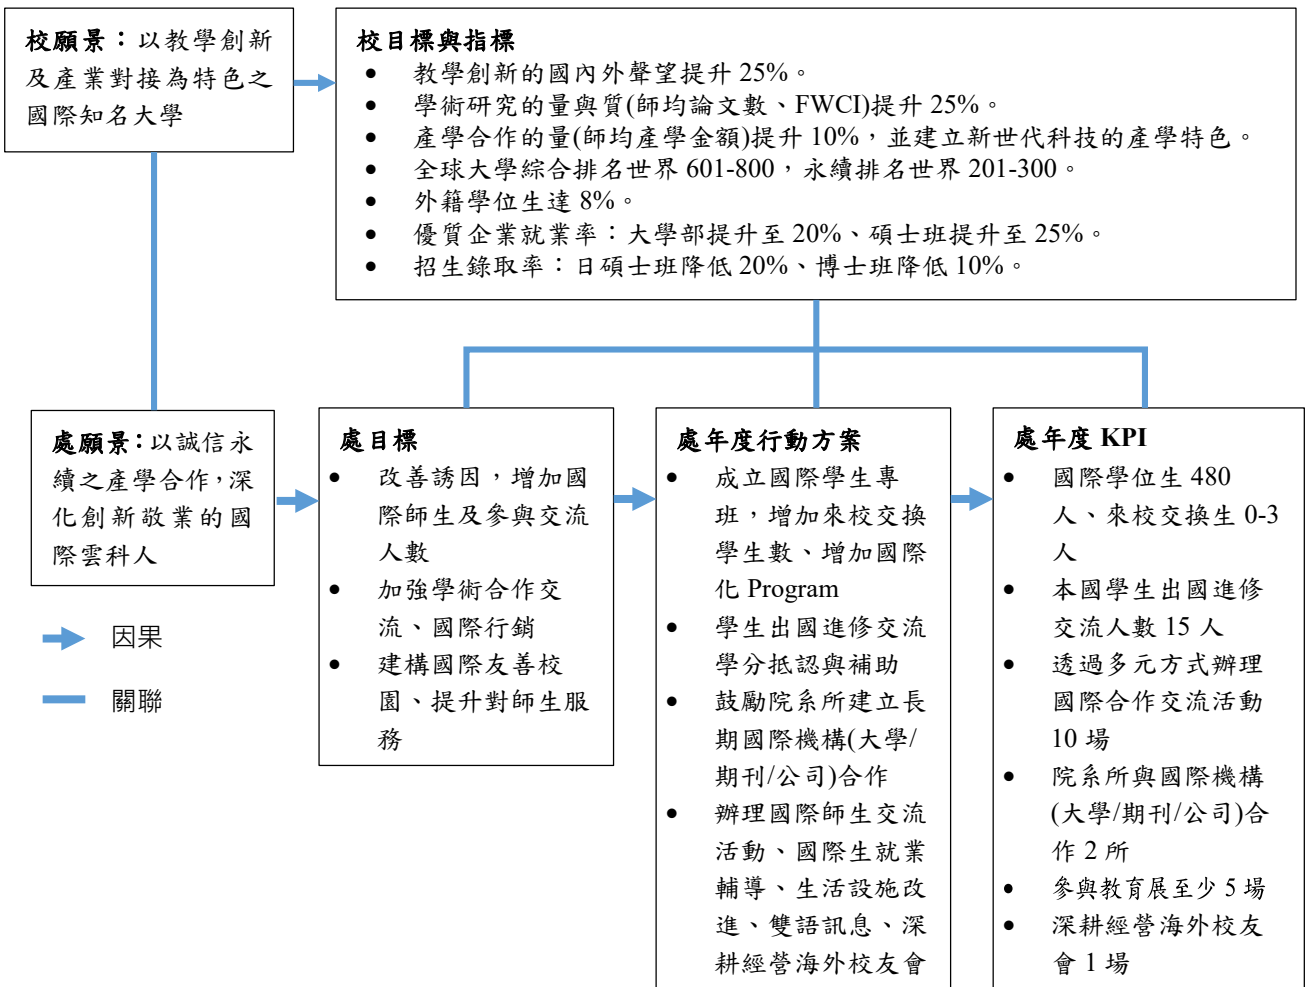 校願景：以教學創新
及產業對接為特色之
國際知名大學
校目標與指標
• 教學創新的國內外聲望提升 25%。
• 學術研究的量與質(師均論文數、FWCI)提升 25%。
• 產學合作的量(師均產學金額)提升 10%，並建立新世代科技的產學特色。
• 全球大學綜合排名世界 601-800，永續排名世界 201-300。
• 外籍學位生達 8%。
• 優質企業就業率：大學部提升至 20%、碩士班提升至 25%。
• 招生錄取率：日碩士班降低 20%、博士班降低 10%。
處願景：以誠信永
續之產學合作，深
化創新敬業的國
際雲科人
因果
關聯
處目標
• 改善誘因，增加國
際師生及參與交流
人數
• 加強學術合作交
流、國際行銷
• 建構國際友善校
園、提升對師生服
務
處年度行動方案
• 成立國際學生專
班，增加來校交換
學生數、增加國際
化 Program
• 學生出國進修交流
學分抵認與補助
• 鼓勵院系所建立長
期國際機構(大學/
期刊/公司)合作
• 辦理國際師生交流
活動、國際生就業
輔導、生活設施改
進、雙語訊息、深
耕經營海外校友會
處年度 KPI
• 國際學位生 480
人、來校交換生 0-3
人
• 本國學生出國進修
交流人數 15 人
• 透過多元方式辦理
國際合作交流活動
10 場
• 院系所與國際機構
(大學/期刊/公司)合
作 2 所
• 參與教育展至少 5 場
• 深耕經營海外校友
會 1 場